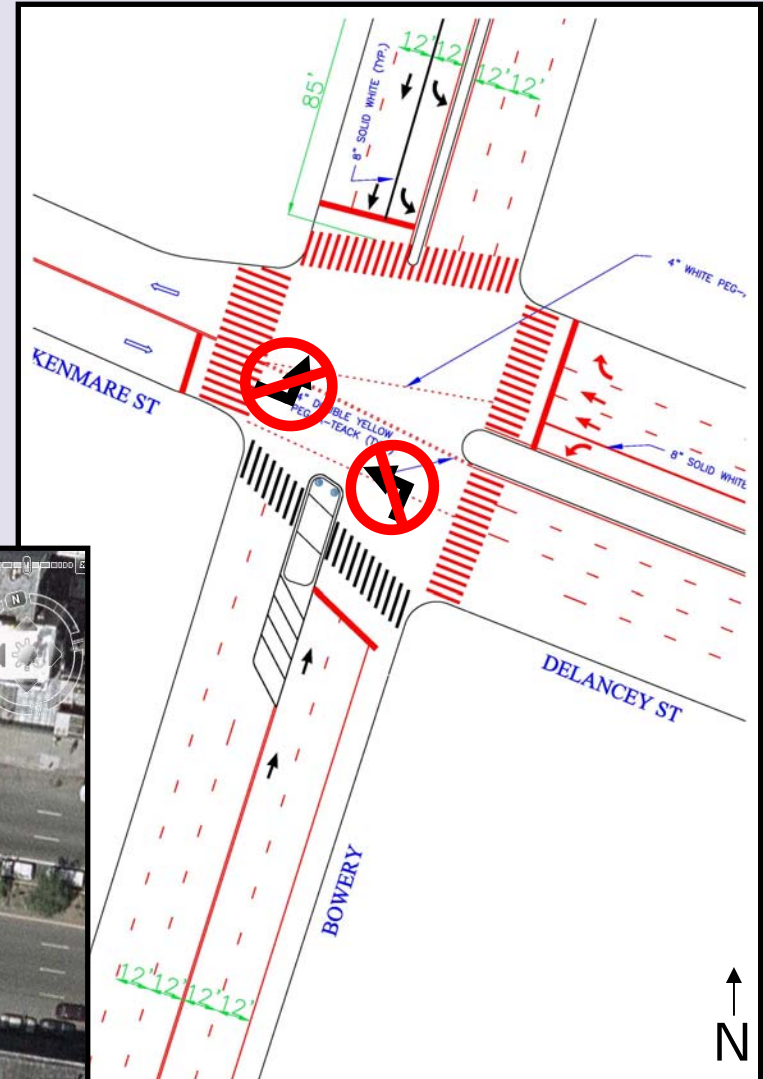 12'12'
12'12'
85'
8" SOLID WHITE (TYP.)
4" WHITE PEG-
KENMARE ST
4" DOUBLE YELLOW
PEG-A-TEACK
8" SOLID WHITE
DELANCEY ST
BOWERY
12'12'12'12'
N
N